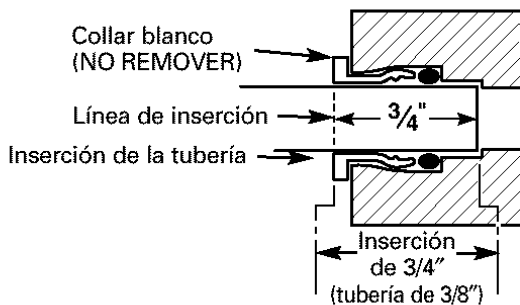 Collar blanco
(NO REMOVER)
Línea de inserción
3/4"
Inserción de la tubería
Inserción
de 3/4"
(tubería de 3/8")